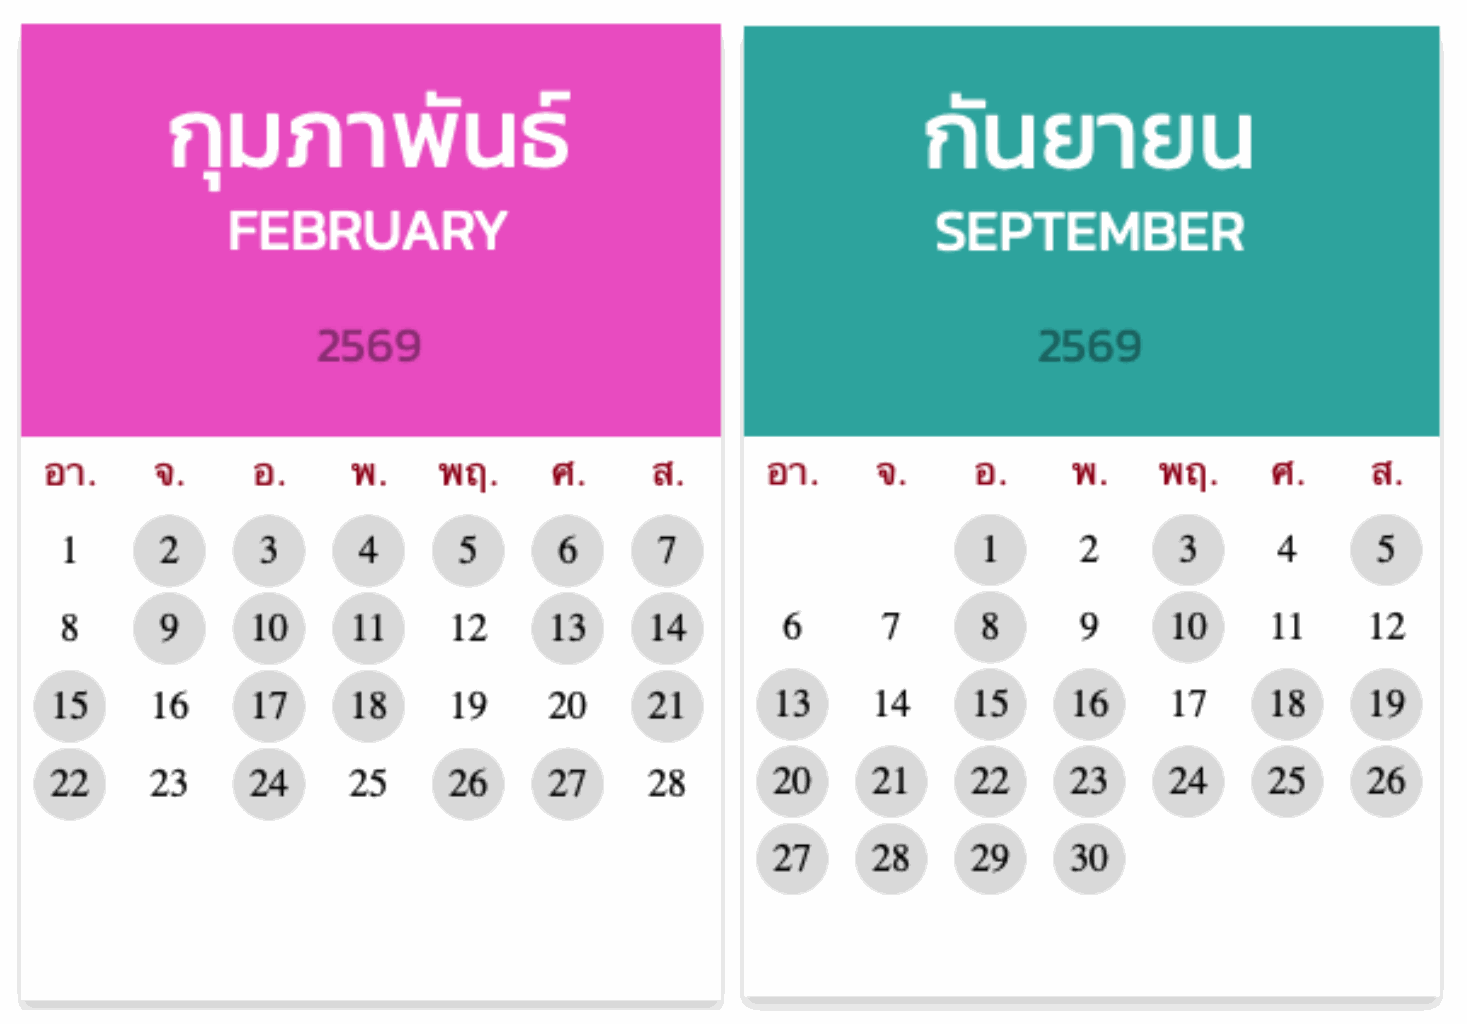 กุมภาพันธ์
FEBRUARY
2569
อา. จ. อ. พ. พฤ. ศ. ส.
1 2 3 4 5 6 7
8 9 10 11 12 13 14
15 16 17 18 19 20 21
22 23 24 25 26 27 28
กันยายน
SEPTEMBER
2569
อา. จ. อ. พ. พฤ. ศ. ส.
1 2 3 4 5
6 7 8 9 10 11 12
13 14 15 16 17 18 19
20 21 22 23 24 25 26
27 28 29 30